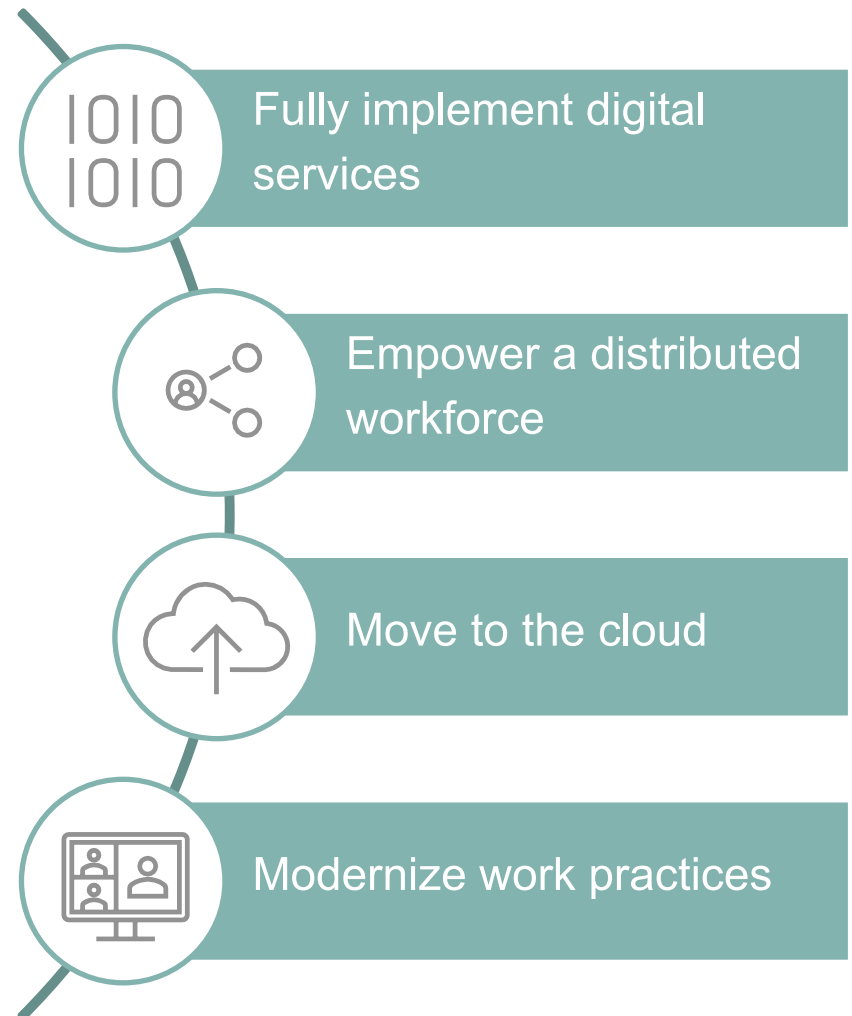 1010
1010
Fully implement digital
services
Empower a distributed
workforce
Move to the cloud
Modernize work practices